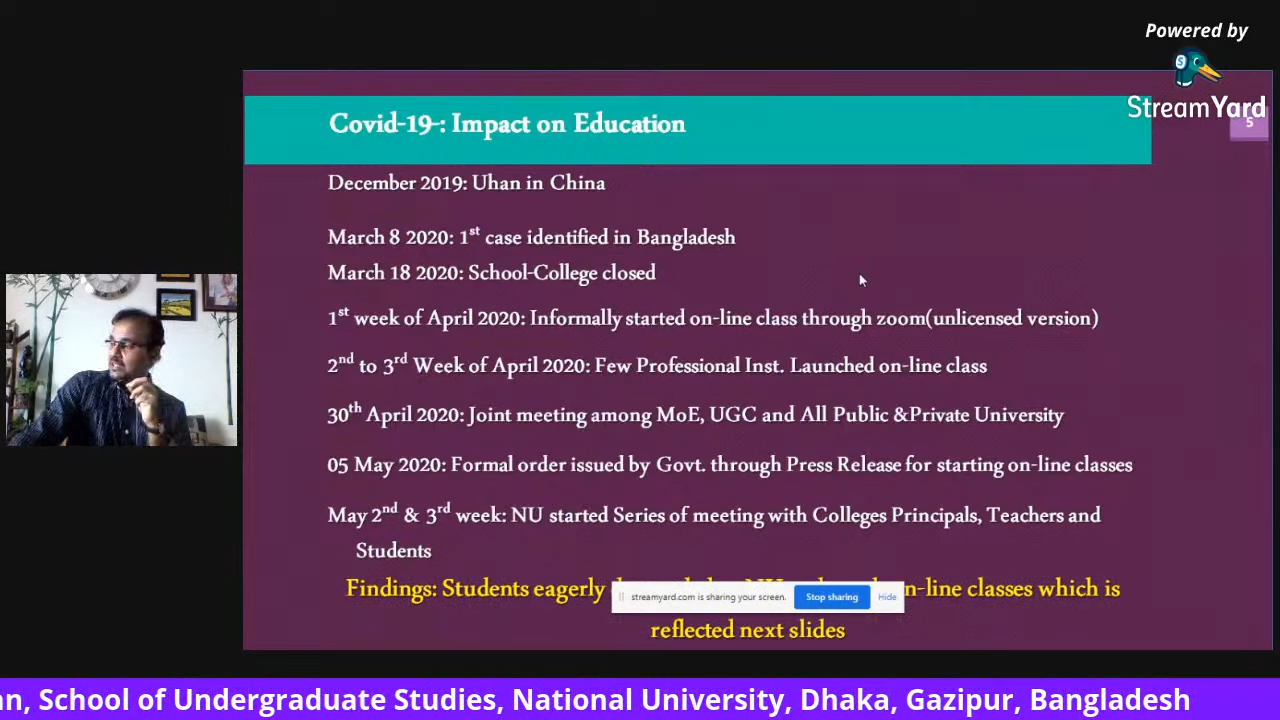 Powered by
StreamYard
Covid-19-: Impact on Education
5
December 2019: Uhan in China
March 8 2020: 1st case identified in Bangladesh
March 18 2020: School-College closed
1st week of April 2020: Informally started on-line class through zoom(unlicensed version)
2nd to 3rd Week of April 2020: Few Professional Inst. Launched on-line class
30th April 2020: Joint meeting among MoE, UGC and All Public &Private University
05 May 2020: Formal order issued by Govt. through Press Release for starting on-line classes
May 2nd & 3rd week: NU started Series of meeting with Colleges Principals, Teachers and
Students
Findings: Students eagerly n-line classes which is
streamyard.com is sharing your screen. Stop sharing Hide
reflected next slides
School of Undergraduate Studies, National University, Dhaka, Gazipur, Bangladesh